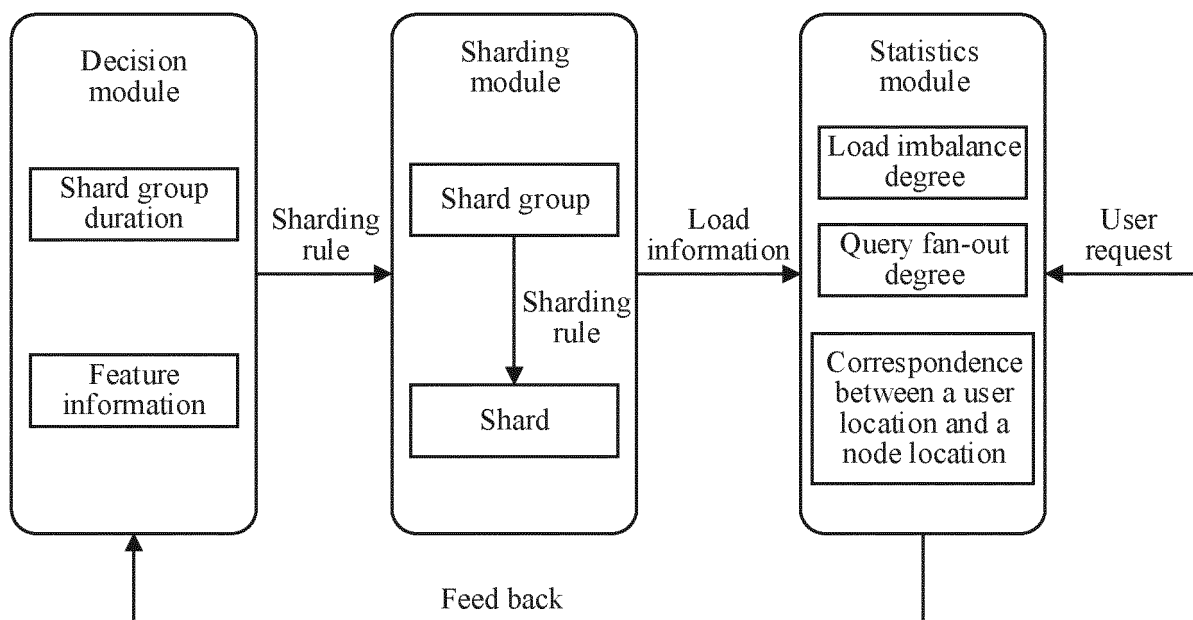 Decision
module
Shard group
duration
Feature
information
Sharding
rule
Sharding
module
Shard group
Sharding
rule
Shard
Load
information
Statistics
module
Load imbalance
degree
Query fan-out
degree
Correspondence
between a user
location and a
node location
User
request
Feed back